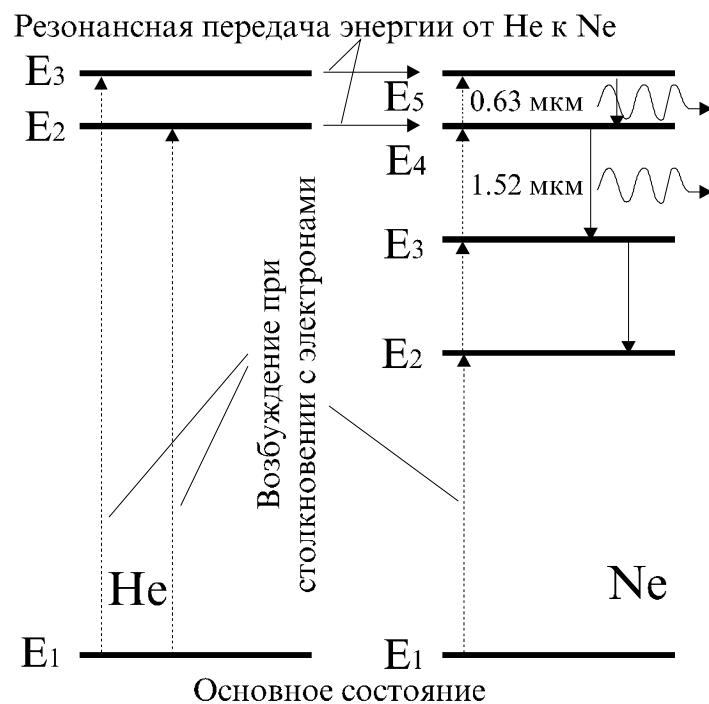 Резонансная передача энергии от He к Ne
E3
E5
0.63 мкм
E2
E4
1.52 мкм
E3
E2
Возбуждение при
столкновении с электронами
He
Ne
E1
E1
Основное состояние